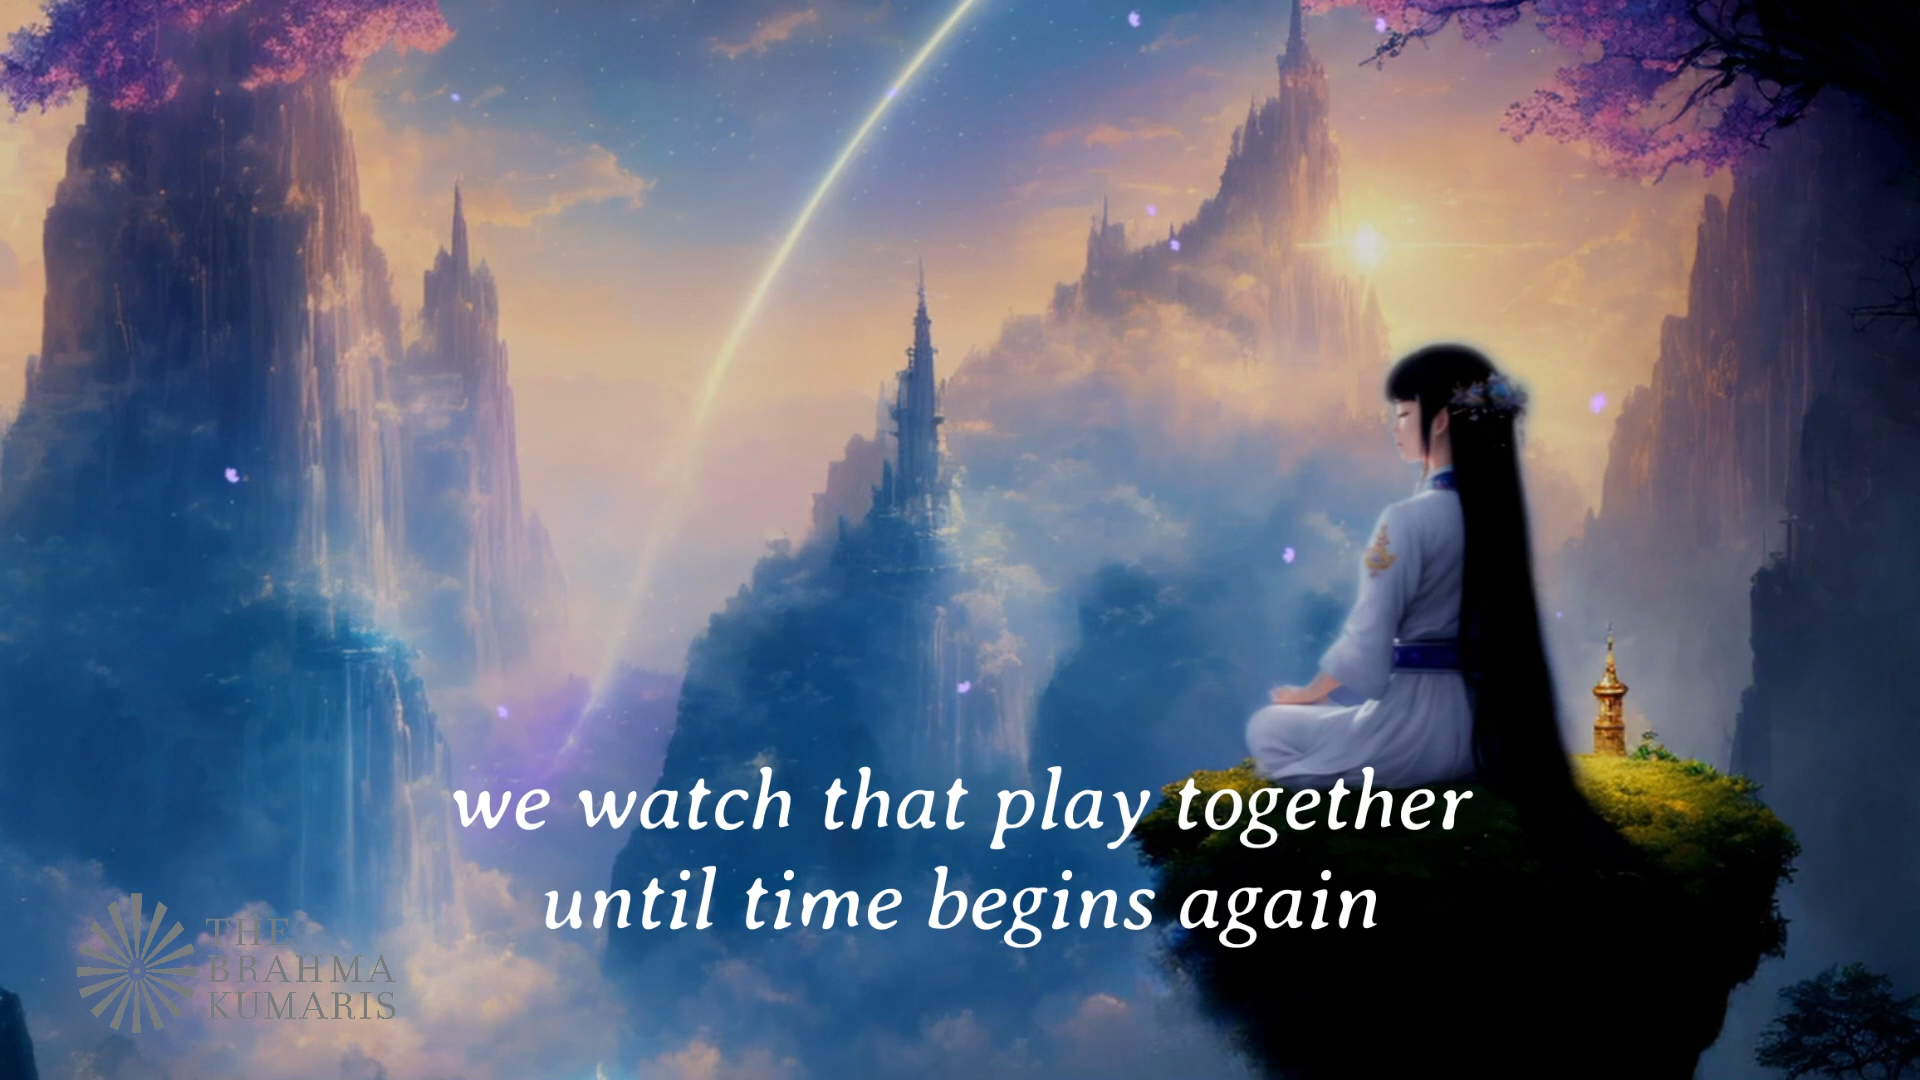 we watch that play together
until time begins again
THE
BRAHMA
KUMARIS